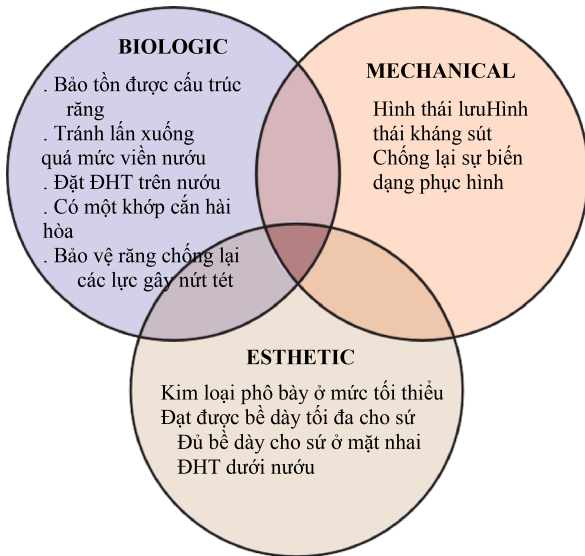 BIOLOGIC
. Bảo tồn được cấu trúc
răng
. Tránh lấn xuống
quá mức viền nướu
. Đặt ĐHT trên nướu
. Có một khớp cắn hài
hòa
. Bảo vệ răng chống lại
các lực gây nứt tét
MECHANICAL
Hình thái lưuHình
thái kháng sút
Chống lại sự biến
dạng phục hình
ESTHETIC
Kim loại phô bày ở mức tối thiểu
Đạt được bề dày tối đa cho sứ
Đủ bề dày cho sứ ở mặt nhai
ĐHT dưới nướu